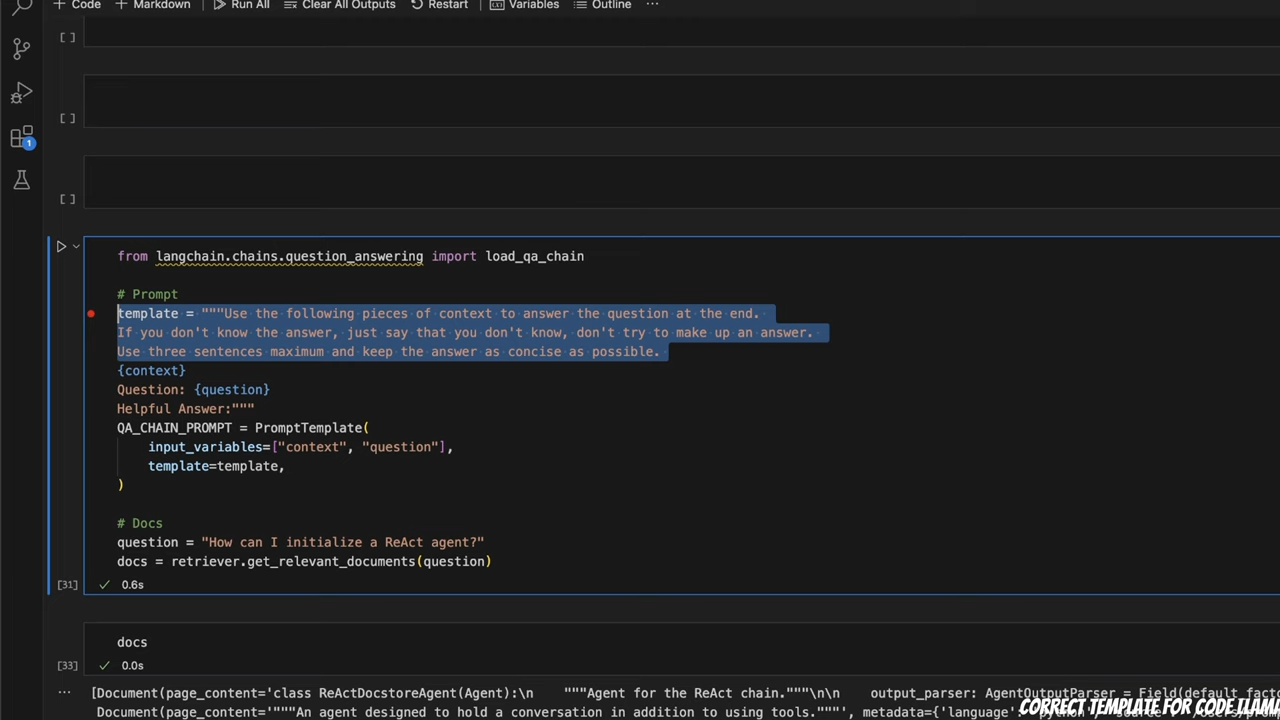 + Code + Markdown Run All Clear All Outputs Restart Variables Outline ...
[ ]
[ ]
[ ]
1
from langchain.chains.question_answering import load_qa_chain
# Prompt
template = """Use the following pieces of context to answer the question at the end.
If you don't know the answer, just say that you don't know, don't try to make up an answer.
Use three sentences maximum and keep the answer as concise as possible.
{context}
Question: {question}
Helpful Answer:"""
QA_CHAIN_PROMPT = PromptTemplate(
input_variables=["context", "question"],
template=template,
)
# Docs
question = "How can I initialize a ReAct agent?"
docs = retriever.get_relevant_documents(question)
[31] ✓ 0.6s
docs
[33] ✓ 0.0s
... [Document(page_content='class ReActDocstoreAgent(Agent):\n """Agent for the ReAct chain."""\n\n output_parser: AgentOutputParser = Field(default_facto
Document(page_content='"""An agent designed to hold a conversation in addition to using tools."""', metadata={'language':
CORRECT TEMPLATE FOR CODE LLAMA